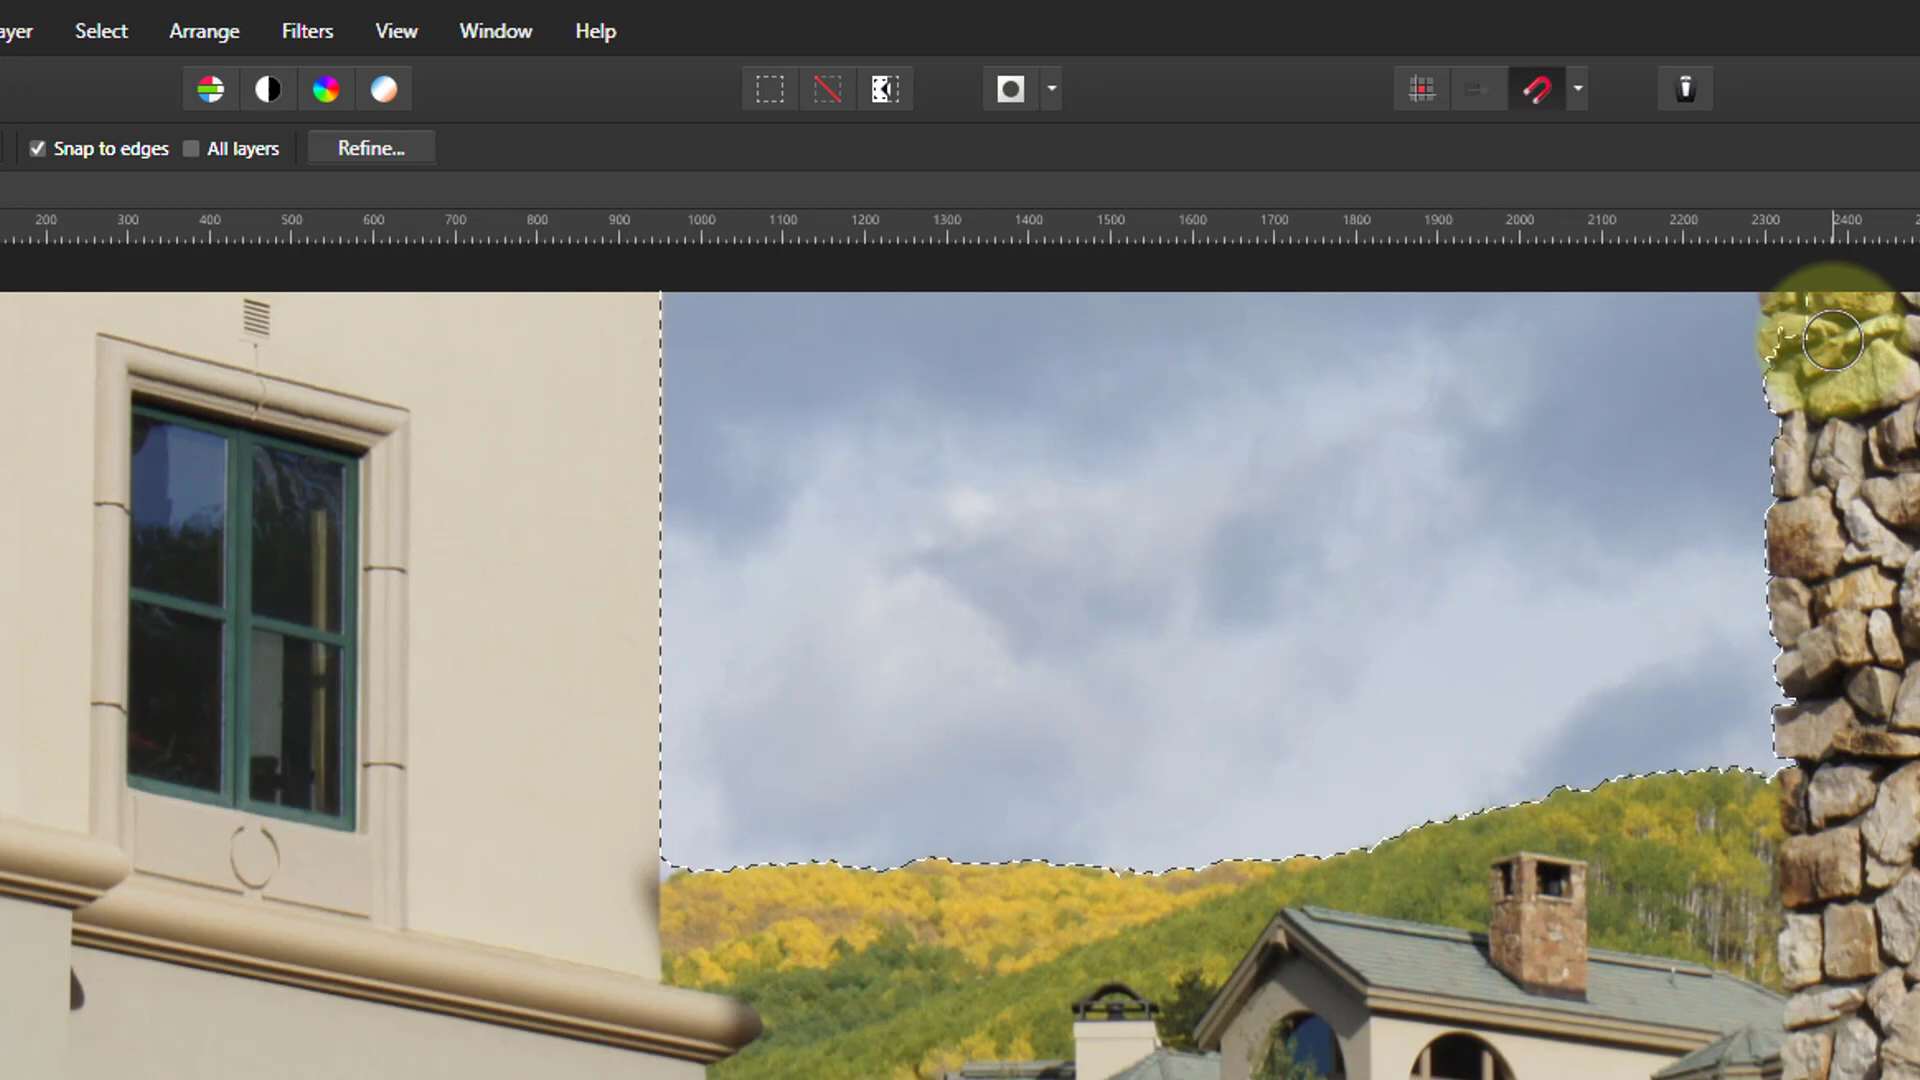 ayer Select Arrange Filters View Window Help
Snap to edges All layers Refine...
200 300 400 500 600 700 800 900 1000 1100 1200 1300 1400 1500 1600 1700 1800 1900 2000 2100 2200 2300 2400 2